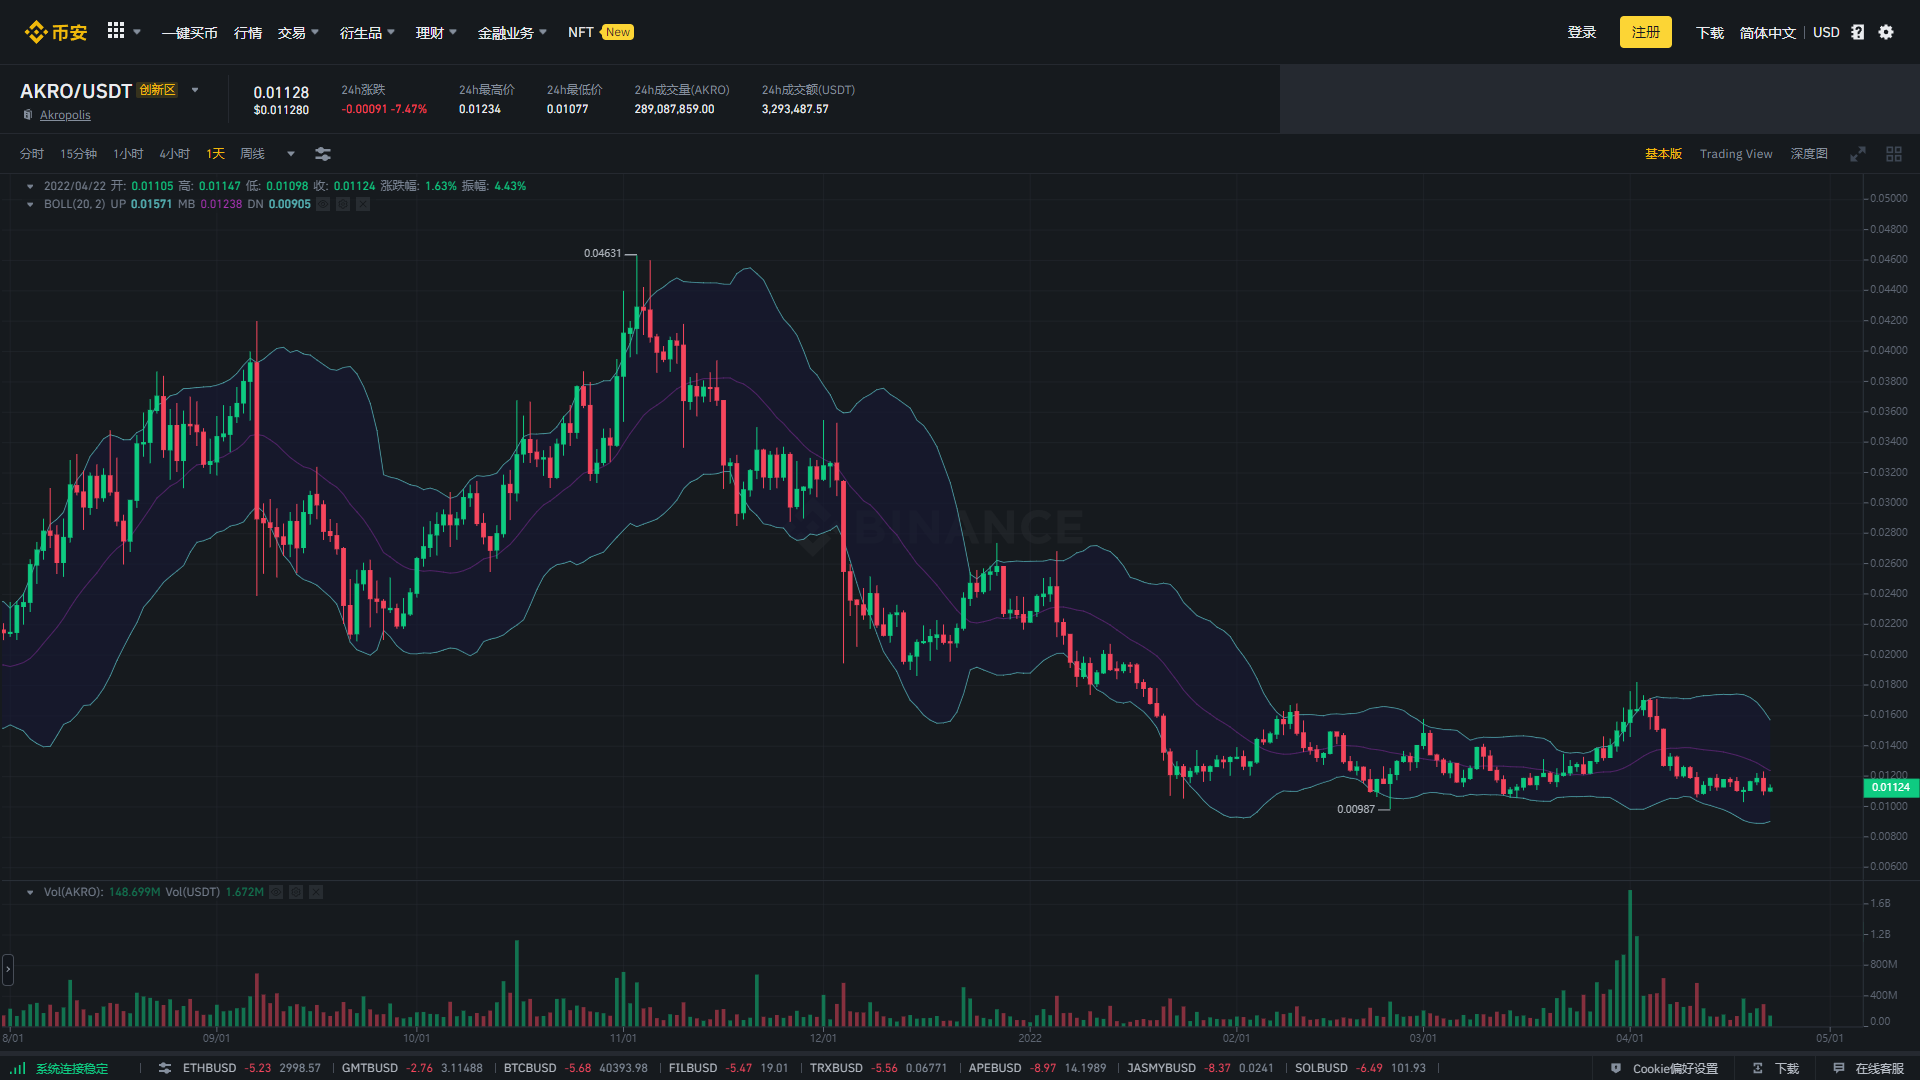 币安 一键买币 行情 交易 衍生品 理财 金融业务 NFT New 登录 注册 下载 简体中文 USD
AKRO/USDT 创新区
Akropolis
0.01128
$0.011280
24h涨跌
-0.00091 -7.47%
24h最高价
0.01234
24h最低价
0.01077
24h成交量(AKRO)
289,087,859.00
24h成交额(USDT)
3,293,487.57
分时 15分钟 1小时 4小时 1天 周线 基本版 Trading View 深度图
2022/04/22 开: 0.01105 高: 0.01147 低: 0.01098 收: 0.01124 涨跌幅: 1.63% 振幅: 4.43%
BOLL(20, 2) UP 0.01571 MB 0.01238 DN 0.00905
0.04631
0.00987
BINANCE
0.05000
0.04800
0.04600
0.04400
0.04200
0.04000
0.03800
0.03600
0.03400
0.03200
0.03000
0.02800
0.02600
0.02400
0.02200
0.02000
0.01800
0.01600
0.01400
0.01200
0.01124
0.01000
0.00800
0.00600
Vol(AKRO): 148.699M Vol(USDT) 1.672M
1.6B
1.2B
800M
400M
0.00
8/01 09/01 10/01 11/01 12/01 2022 02/01 03/01 04/01 05/01
系统连接稳定 ETHBUSD -5.23 2998.57 GMTBUSD -2.76 3.11488 BTCBUSD -5.68 40393.98 FILBUSD -5.47 19.01 TRXBUSD -5.56 0.06771 APEBUSD -8.97 14.1989 JASMYBUSD -8.37 0.0241 SOLBUSD -6.49 101.93 Cookie偏好设置 下载 在线客服